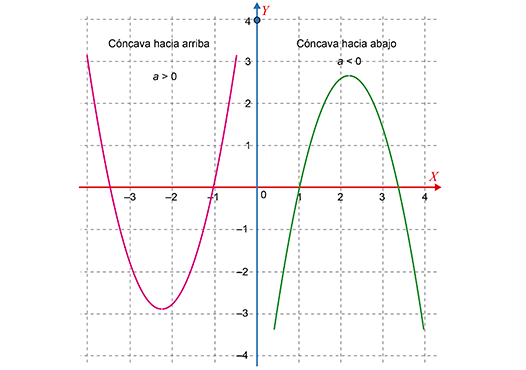 Y
4
Cóncava hacia arriba
Cóncava hacia abajo
a > 0
a < 0
3
2
1
X
–3
–2
–1
0
1
2
3
4
–1
–2
–3
–4